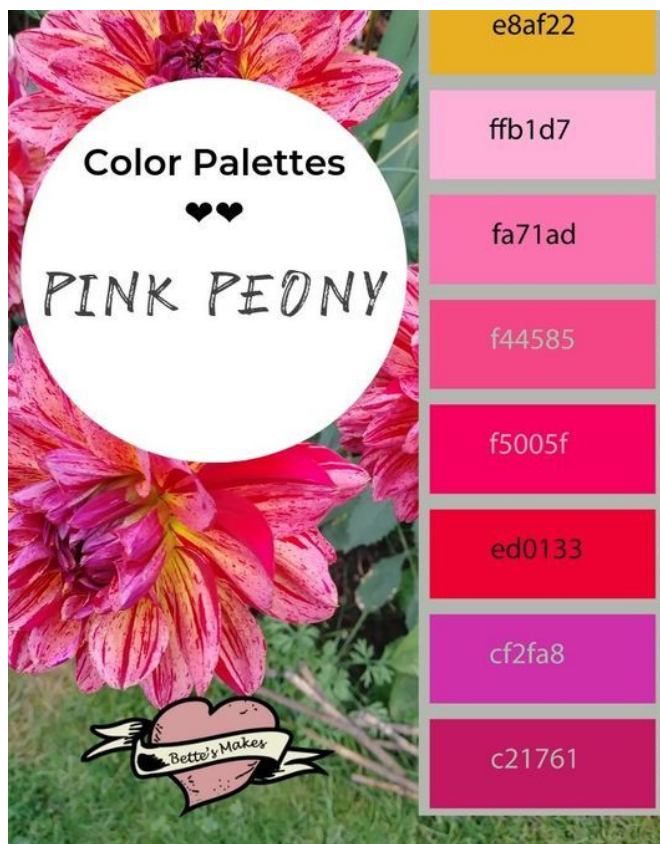 Color Palettes
❤❤
PINK PEONY
Bette's Makes
e8af22
ffb1d7
fa71ad
f44585
f5005f
ed0133
cf2fa8
c21761